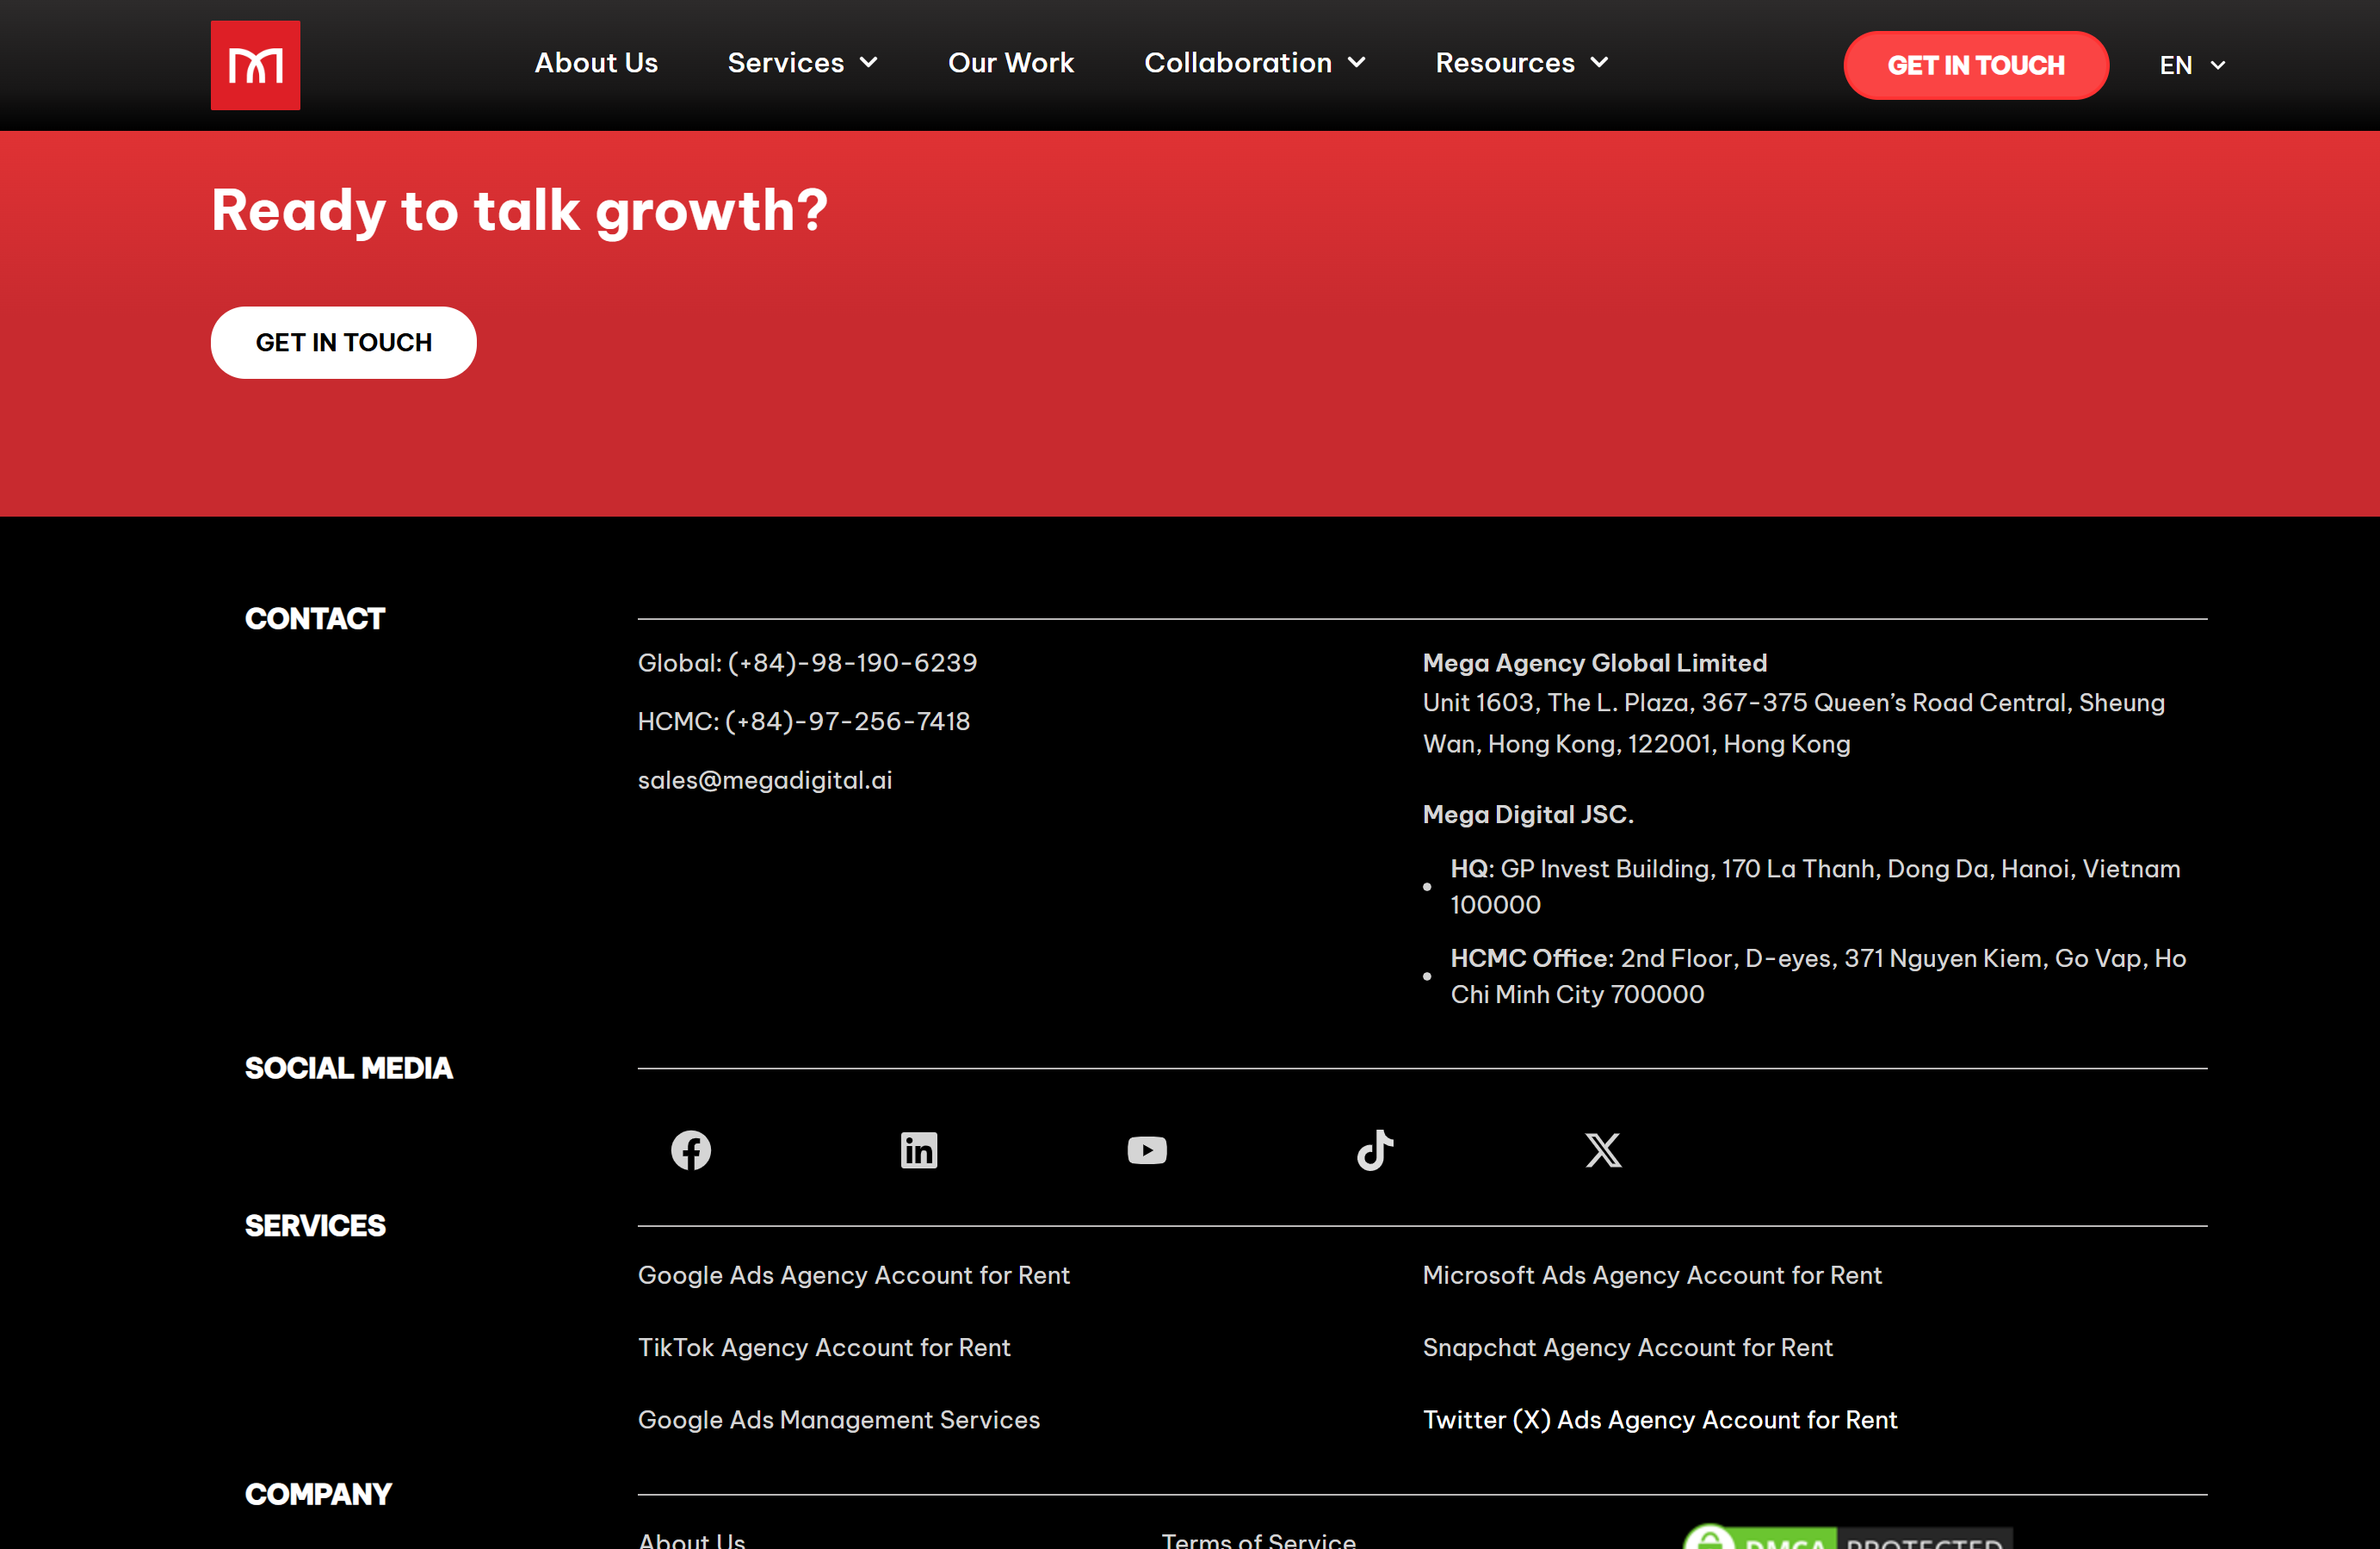 About Us
Services
Our Work
Collaboration
Resources
GET IN TOUCH
EN
Ready to talk growth?
GET IN TOUCH
CONTACT
Global: (+84)-98-190-6239
HCMC: (+84)-97-256-7418
sales@megadigital.ai
Mega Agency Global Limited
Unit 1603, The L. Plaza, 367-375 Queen’s Road Central, Sheung
Wan, Hong Kong, 122001, Hong Kong
Mega Digital JSC.
HQ: GP Invest Building, 170 La Thanh, Dong Da, Hanoi, Vietnam
100000
HCMC Office: 2nd Floor, D-eyes, 371 Nguyen Kiem, Go Vap, Ho
Chi Minh City 700000
SOCIAL MEDIA
SERVICES
Google Ads Agency Account for Rent
Microsoft Ads Agency Account for Rent
TikTok Agency Account for Rent
Snapchat Agency Account for Rent
Google Ads Management Services
Twitter (X) Ads Agency Account for Rent
COMPANY
About Us
Terms of Service
DMCA PROTECTED